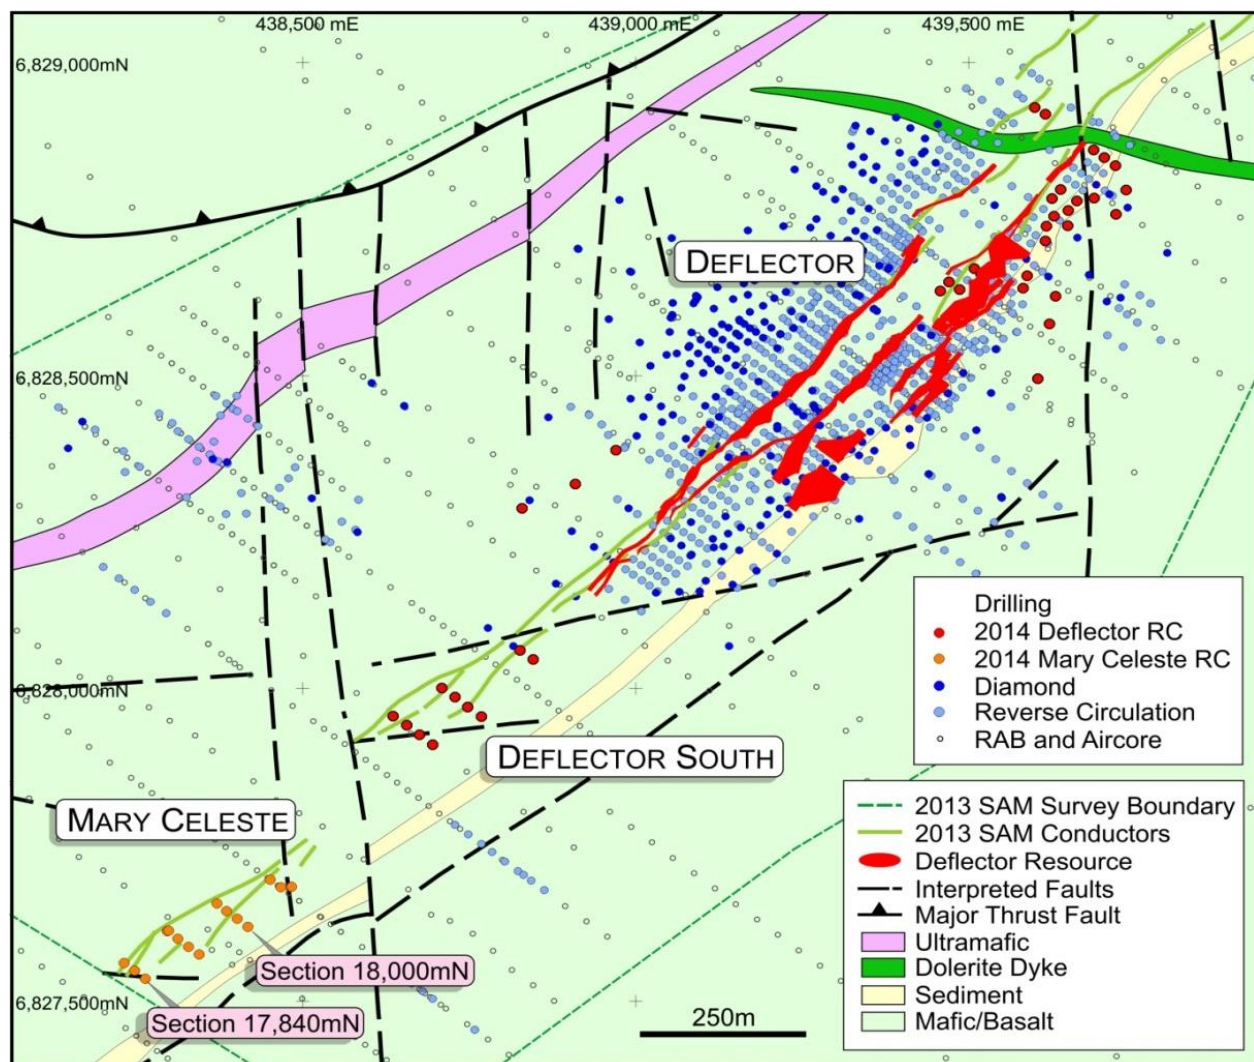 438,500 mE
439,000 mE
439,500 mE
6,829,000mN
DEFLECTOR
6,828,500mN
Drilling
2014 Deflector RC
2014 Mary Celeste RC
Diamond
Reverse Circulation
RAB and Aircore
6,828,000mN
DEFLECTOR SOUTH
MARY CELESTE
2013 SAM Survey Boundary
2013 SAM Conductors
Deflector Resource
Interpreted Faults
Major Thrust Fault
Ultramafic
Dolerite Dyke
Sediment
Mafic/Basalt
Section 18,000mN
6,827,500mN
Section 17,840mN
250m